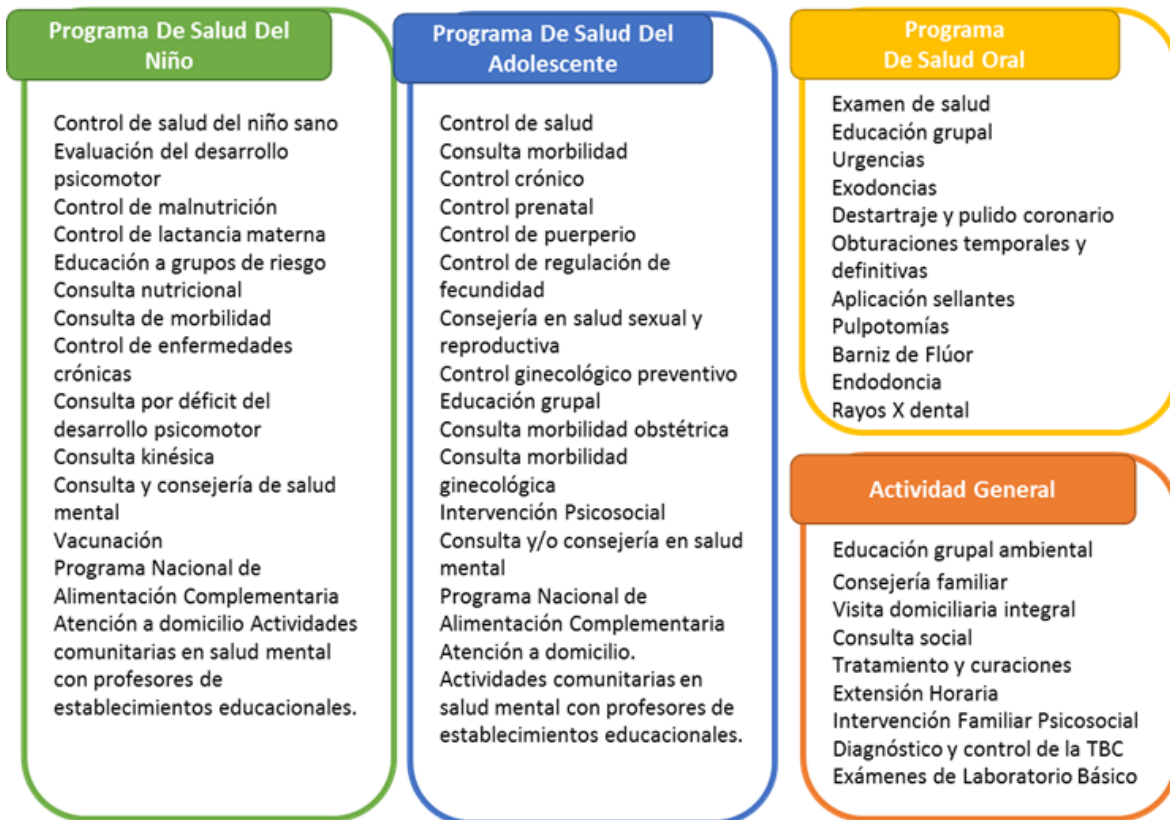 Programa De Salud Del
Niño
Control de salud del niño sano
Evaluación del desarrollo
psicomotor
Control de malnutrición
Control de lactancia materna
Educación a grupos de riesgo
Consulta nutricional
Consulta de morbilidad
Control de enfermedades
crónicas
Consulta por déficit del
desarrollo psicomotor
Consulta kinésica
Consulta y consejería de salud
mental
Vacunación
Programa Nacional de
Alimentación Complementaria
Atención a domicilio Actividades
comunitarias en salud mental
con profesores de
establecimientos educacionales.
Programa De Salud Del
Adolescente
Control de salud
Consulta morbilidad
Control crónico
Control prenatal
Control de puerperio
Control de regulación de
fecundidad
Consejería en salud sexual y
reproductiva
Control ginecológico preventivo
Educación grupal
Consulta morbilidad obstétrica
Consulta morbilidad
ginecológica
Intervención Psicosocial
Consulta y/o consejería en salud
mental
Programa Nacional de
Alimentación Complementaria
Atención a domicilio.
Actividades comunitarias en
salud mental con profesores de
establecimientos educacionales.
Programa
De Salud Oral
Examen de salud
Educación grupal
Urgencias
Exodoncias
Destartraje y pulido coronario
Obturaciones temporales y
definitivas
Aplicación sellantes
Pulpotomías
Barniz de Flúor
Endodoncia
Rayos X dental
Actividad General
Educación grupal ambiental
Consejería familiar
Visita domiciliaria integral
Consulta social
Tratamiento y curaciones
Extensión Horaria
Intervención Familiar Psicosocial
Diagnóstico y control de la TBC
Exámenes de Laboratorio Básico